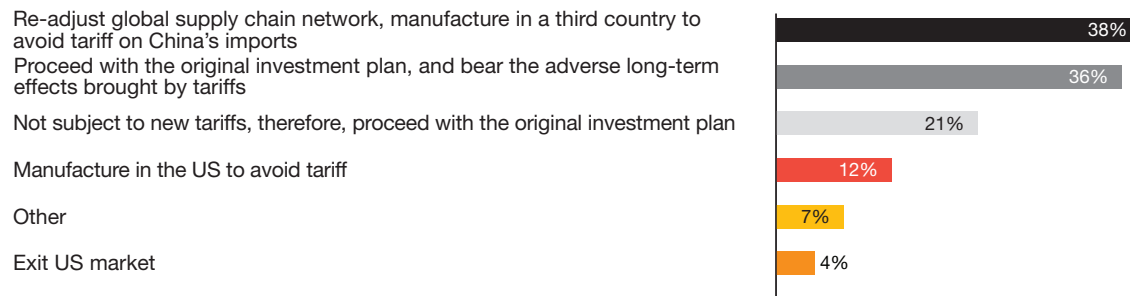 Re-adjust global supply chain network, manufacture in a third country to
avoid tariff on China's imports
38%
Proceed with the original investment plan, and bear the adverse long-term
effects brought by tariffs
36%
Not subject to new tariffs, therefore, proceed with the original investment plan
21%
Manufacture in the US to avoid tariff
12%
Other
7%
Exit US market
4%